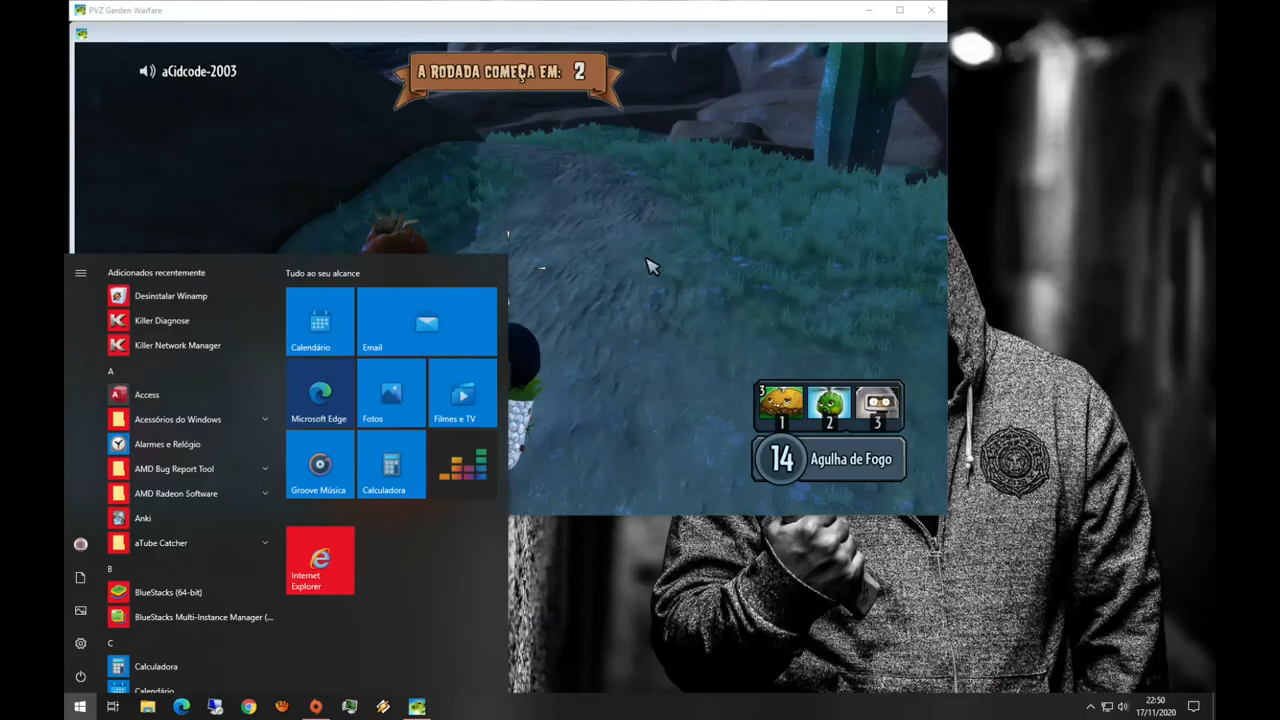 PVZ Garden Warfare
aCidcode-2003
A RODADA COMEÇA EM: 2
3
1
2
3
14
Agulha de Fogo
Adicionados recentemente
Desinstalar Winamp
Killer Diagnose
Killer Network Manager
A
Access
Acessórios do Windows
Alarmes e Relógio
AMD Bug Report Tool
AMD Radeon Software
Anki
aTube Catcher
B
BlueStacks (64-bit)
BlueStacks Multi-Instance Manager (...
C
Calculadora
Calendário
Tudo ao seu alcance
Calendário
Email
Microsoft Edge
Fotos
Filmes e TV
Groove Música
Calculadora
Internet
Explorer
22:50
17/11/2020